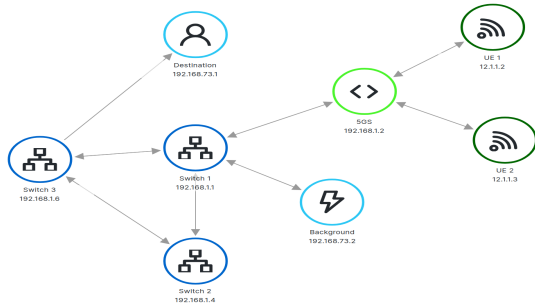 UE 1
12.1.1.2
Destination
192.168.73.1
5GS
192.168.1.2
UE 2
12.1.1.3
Switch 3
192.168.1.6
Switch 1
192.168.1.1
Background
192.168.73.2
Switch 2
192.168.1.4